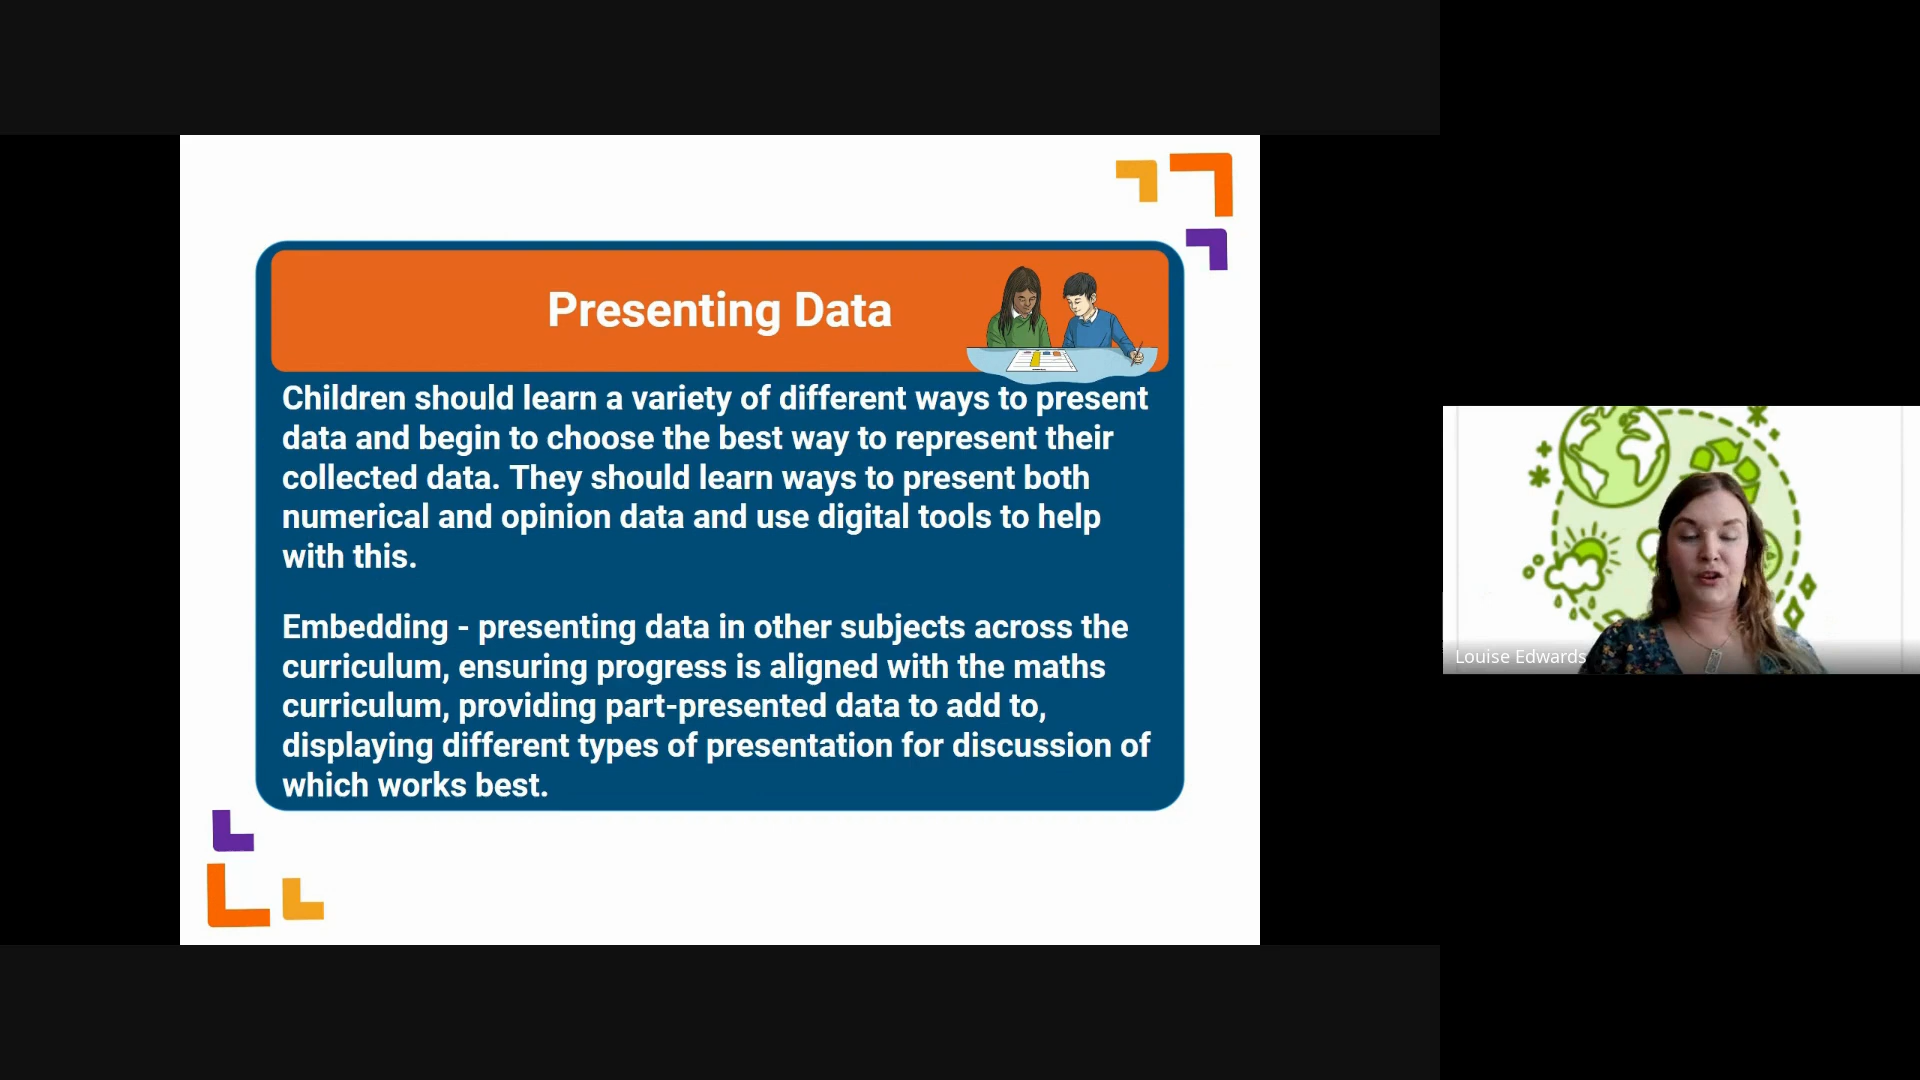 Presenting Data
Children should learn a variety of different ways to present
data and begin to choose the best way to represent their
collected data. They should learn ways to present both
numerical and opinion data and use digital tools to help
with this.
Embedding - presenting data in other subjects across the
curriculum, ensuring progress is aligned with the maths
curriculum, providing part-presented data to add to,
displaying different types of presentation for discussion of
which works best.
Louise Edwards